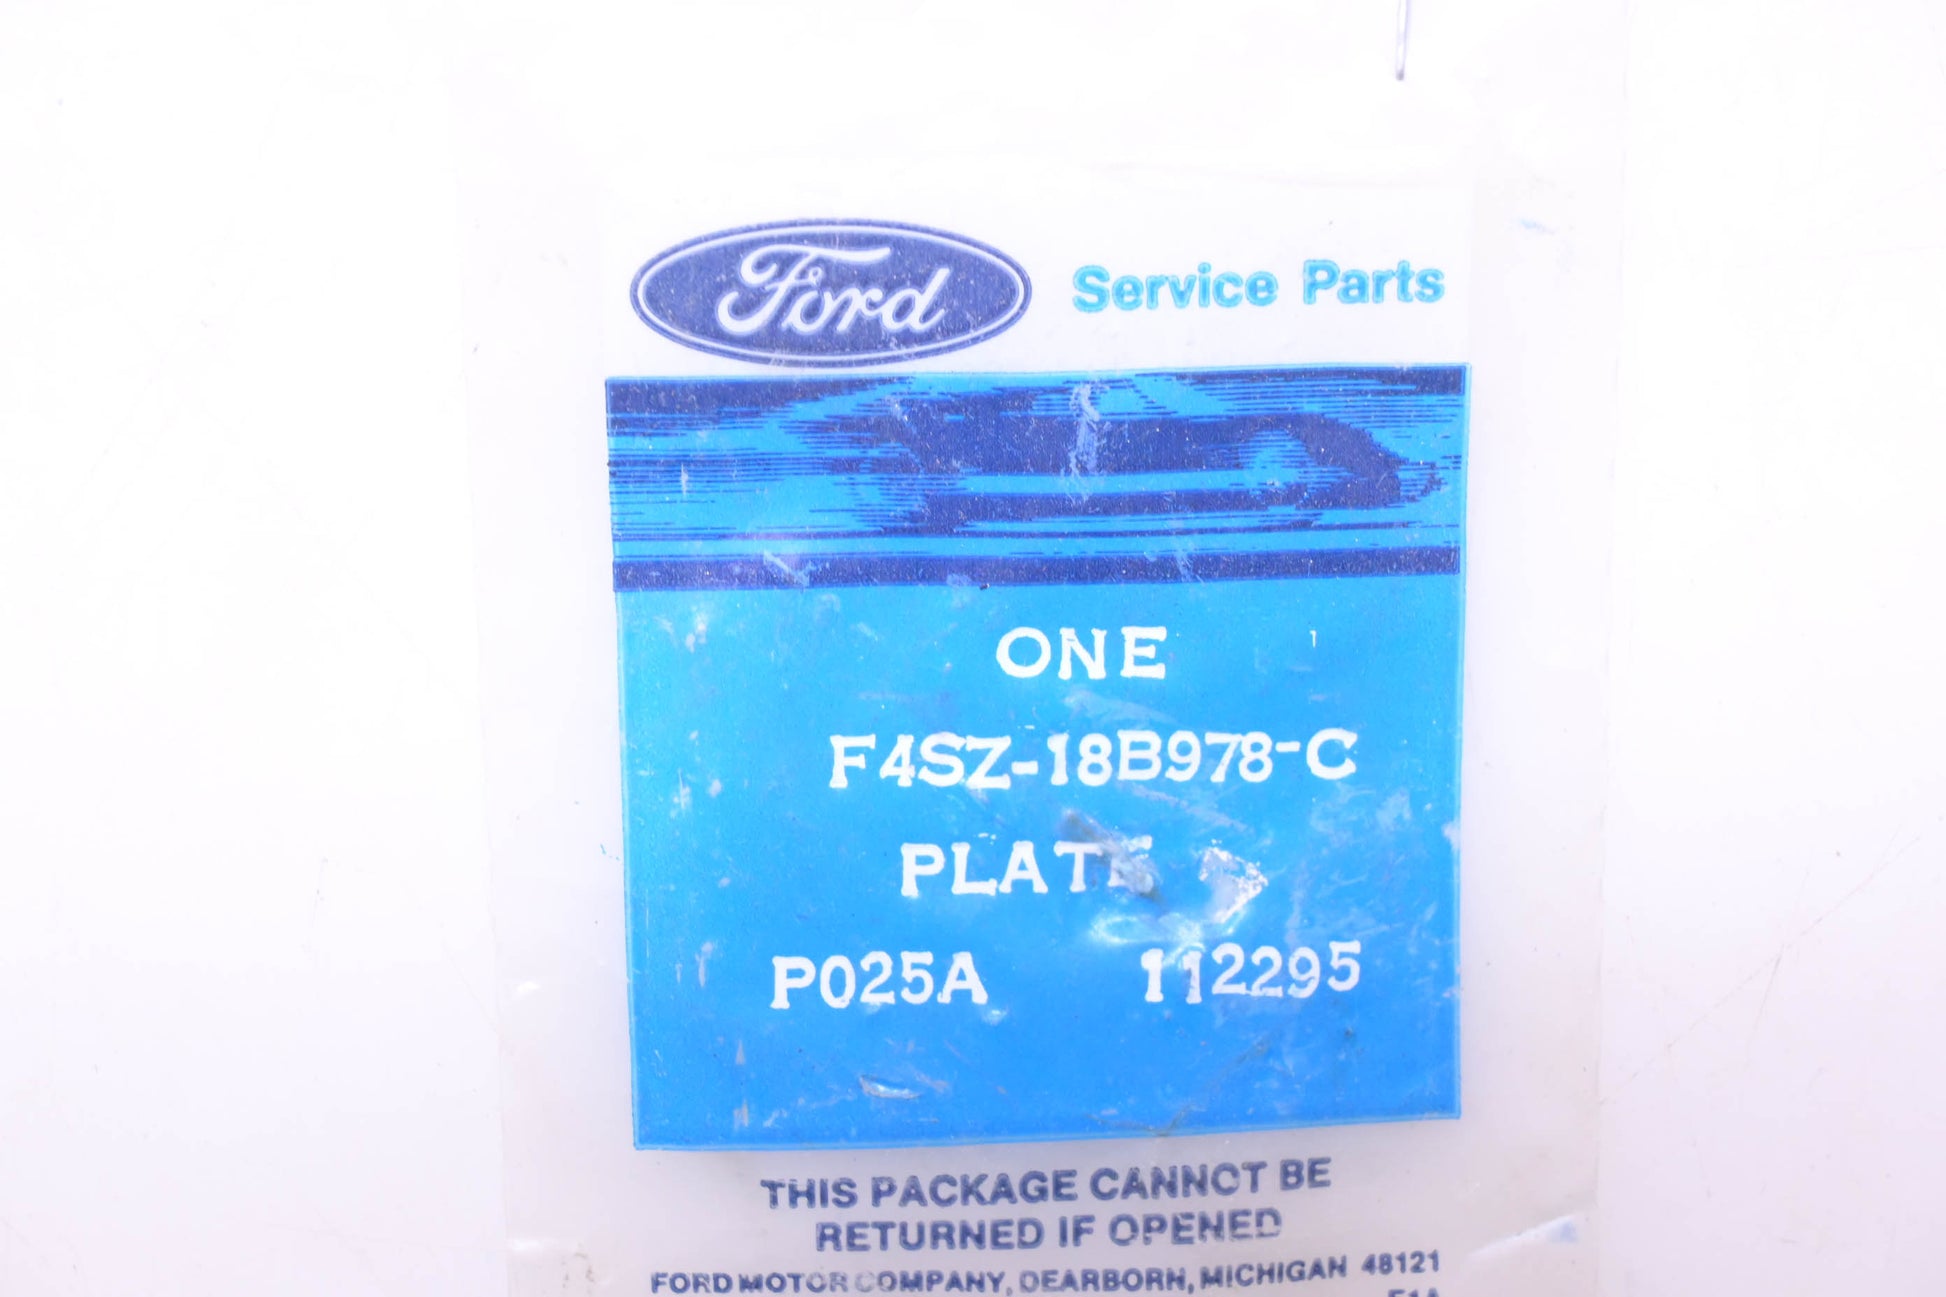 Ford Service Parts
ONE
F4SZ-18B978-C
PLATE
P025A 112295
THIS PACKAGE CANNOT BE
RETURNED IF OPENED
FORD MOTOR COMPANY, DEARBORN, MICHIGAN 48121